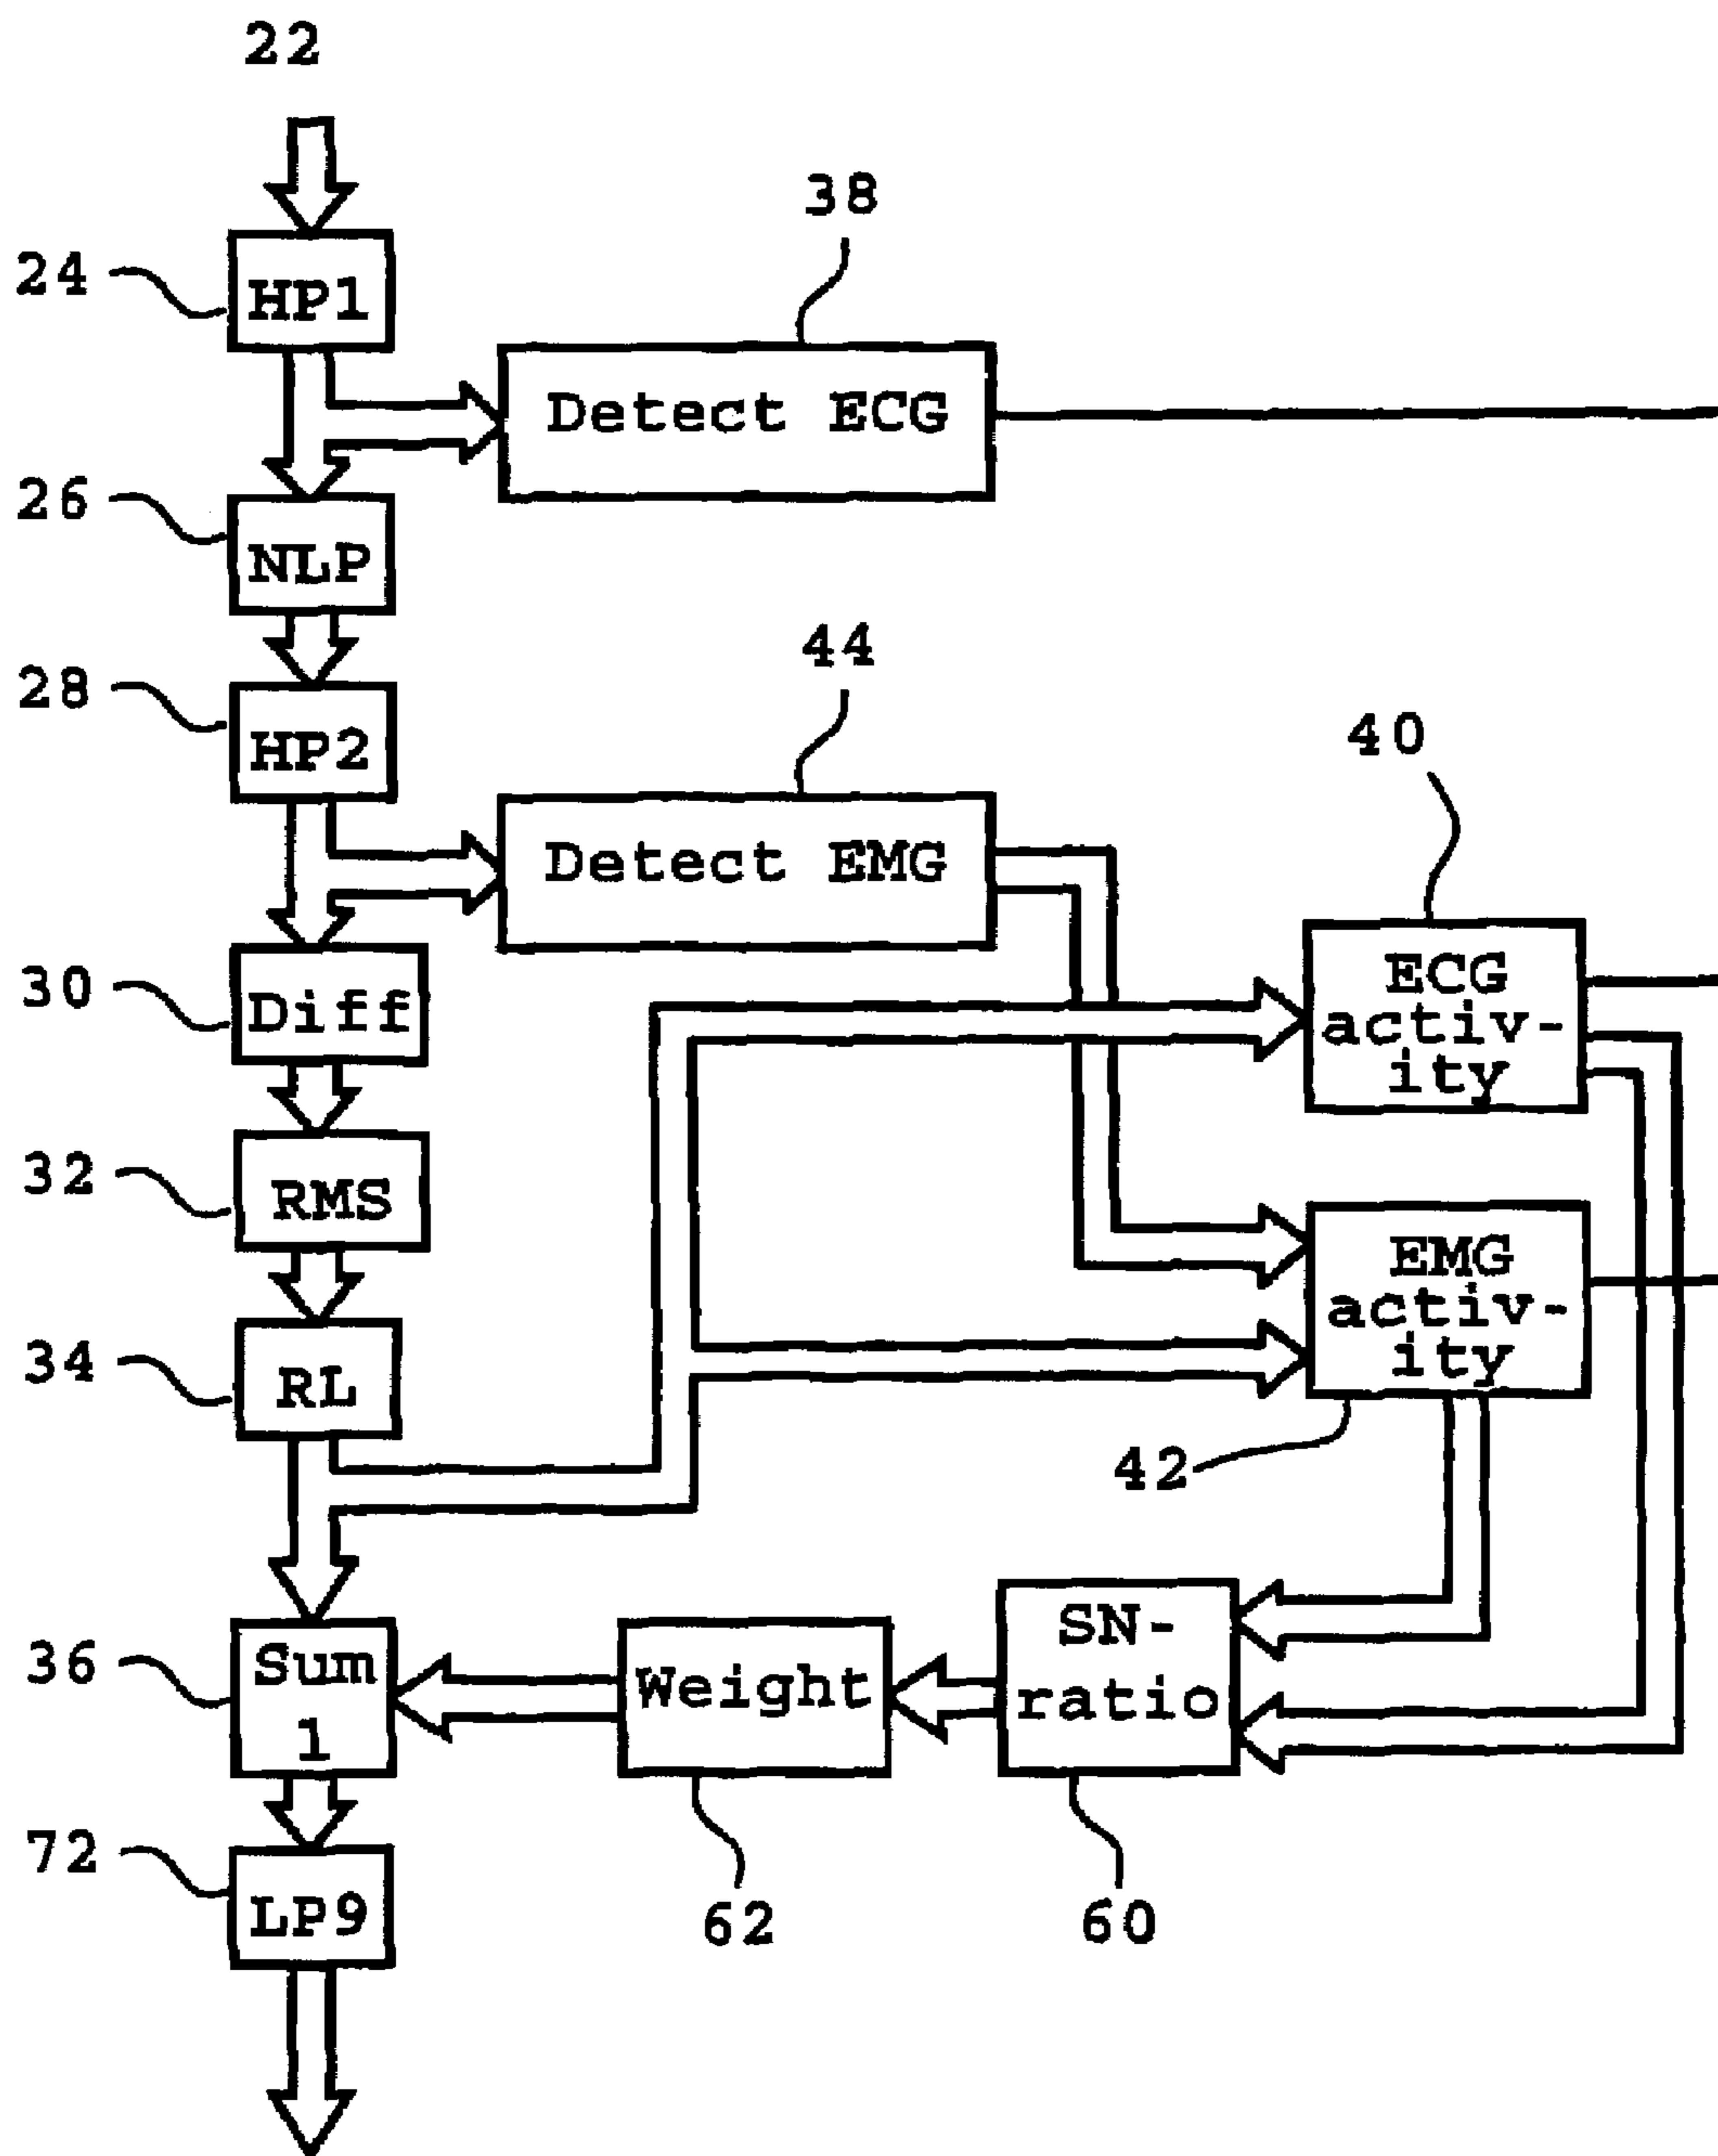 22
38
24
HP1
Detect ECG
26
NLP
44
28
HP2
40
Detect EMG
30
Diff
ECG
activ-
ity
32
RMS
EMG
activ-
ity
34
RL
42
36
Sum
1
Weight
SN-
ratio
72
LP9
62
60